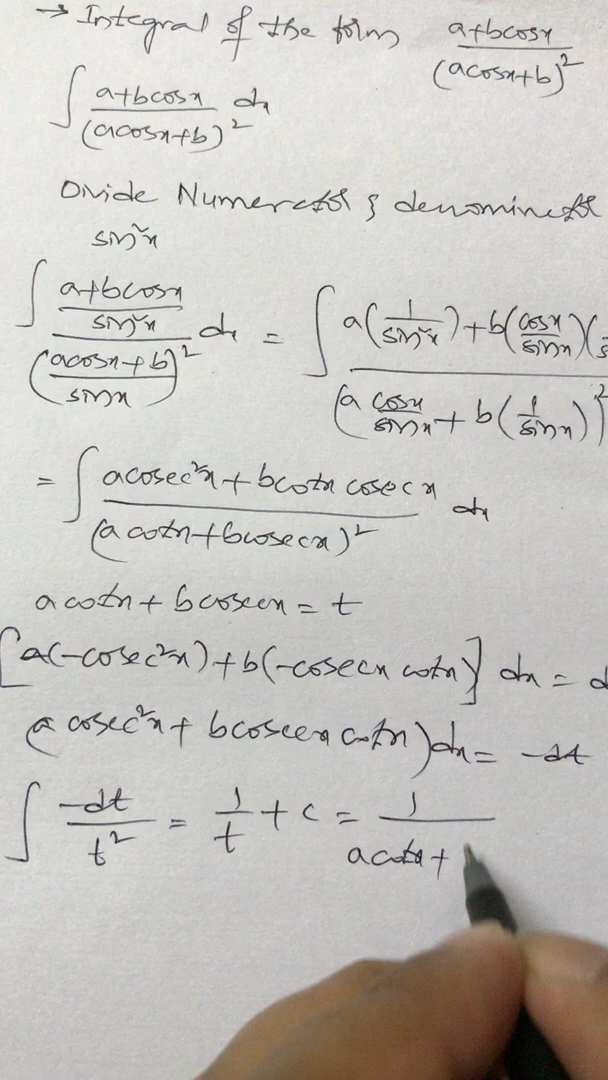 → Integral of the form a+bcosx/(acosx+b)²
∫ a+bcosx/(acosx+b)² dx
Divide Numerator & denominator
sin²x
∫ (a+bcosx/sin²x)/((acosx+b)/sinx)² dx = ∫ a(1/sin²x)+b(cosx/sinx)(/(a cosx/sinx + b(1/sinx))²
= ∫ acosec²x + bcotx cosecx/(a cotx+bcosecx)² dx
acotx + bcosecx = t
[a(-cosec²x)+b(-cosecx cotx)] dx = d
(a cosec²x + bcosecx cotx)dx = -dt
∫ -dt/t² = 1/t + c = 1/acotx +